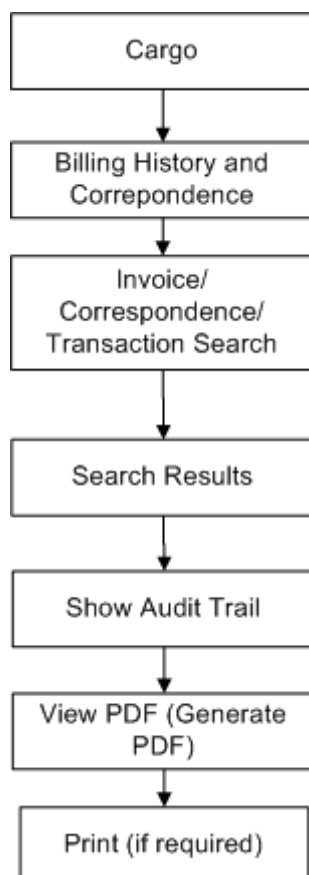 Cargo
Billing History and
Correpondence
Invoice/
Correspondence/
Transaction Search
Search Results
Show Audit Trail
View PDF (Generate
PDF)
Print (if required)